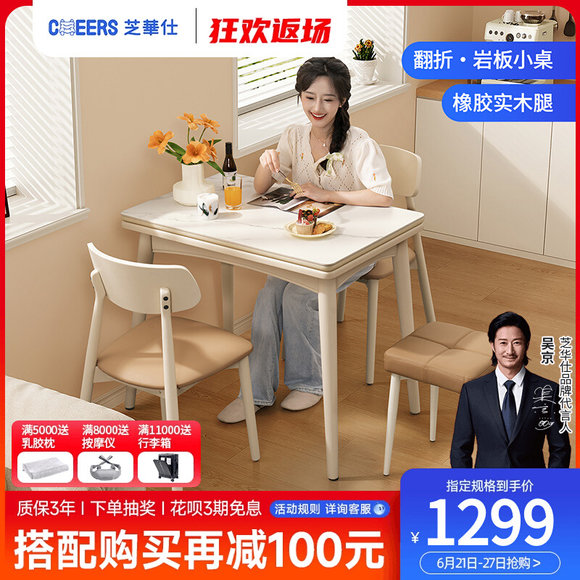 CHEERS 芝華仕
狂欢返场
翻折·岩板小桌
橡胶实木腿
芝华仕品牌代言人
吴京
满5000送
乳胶枕
满8000送
按摩仪
满11000送
行李箱
质保3年 | 下单抽奖 | 花呗3期免息
活动规则 详询客服
搭配购买再减100元
指定规格到手价
¥1299
6月21日-27日抢购>